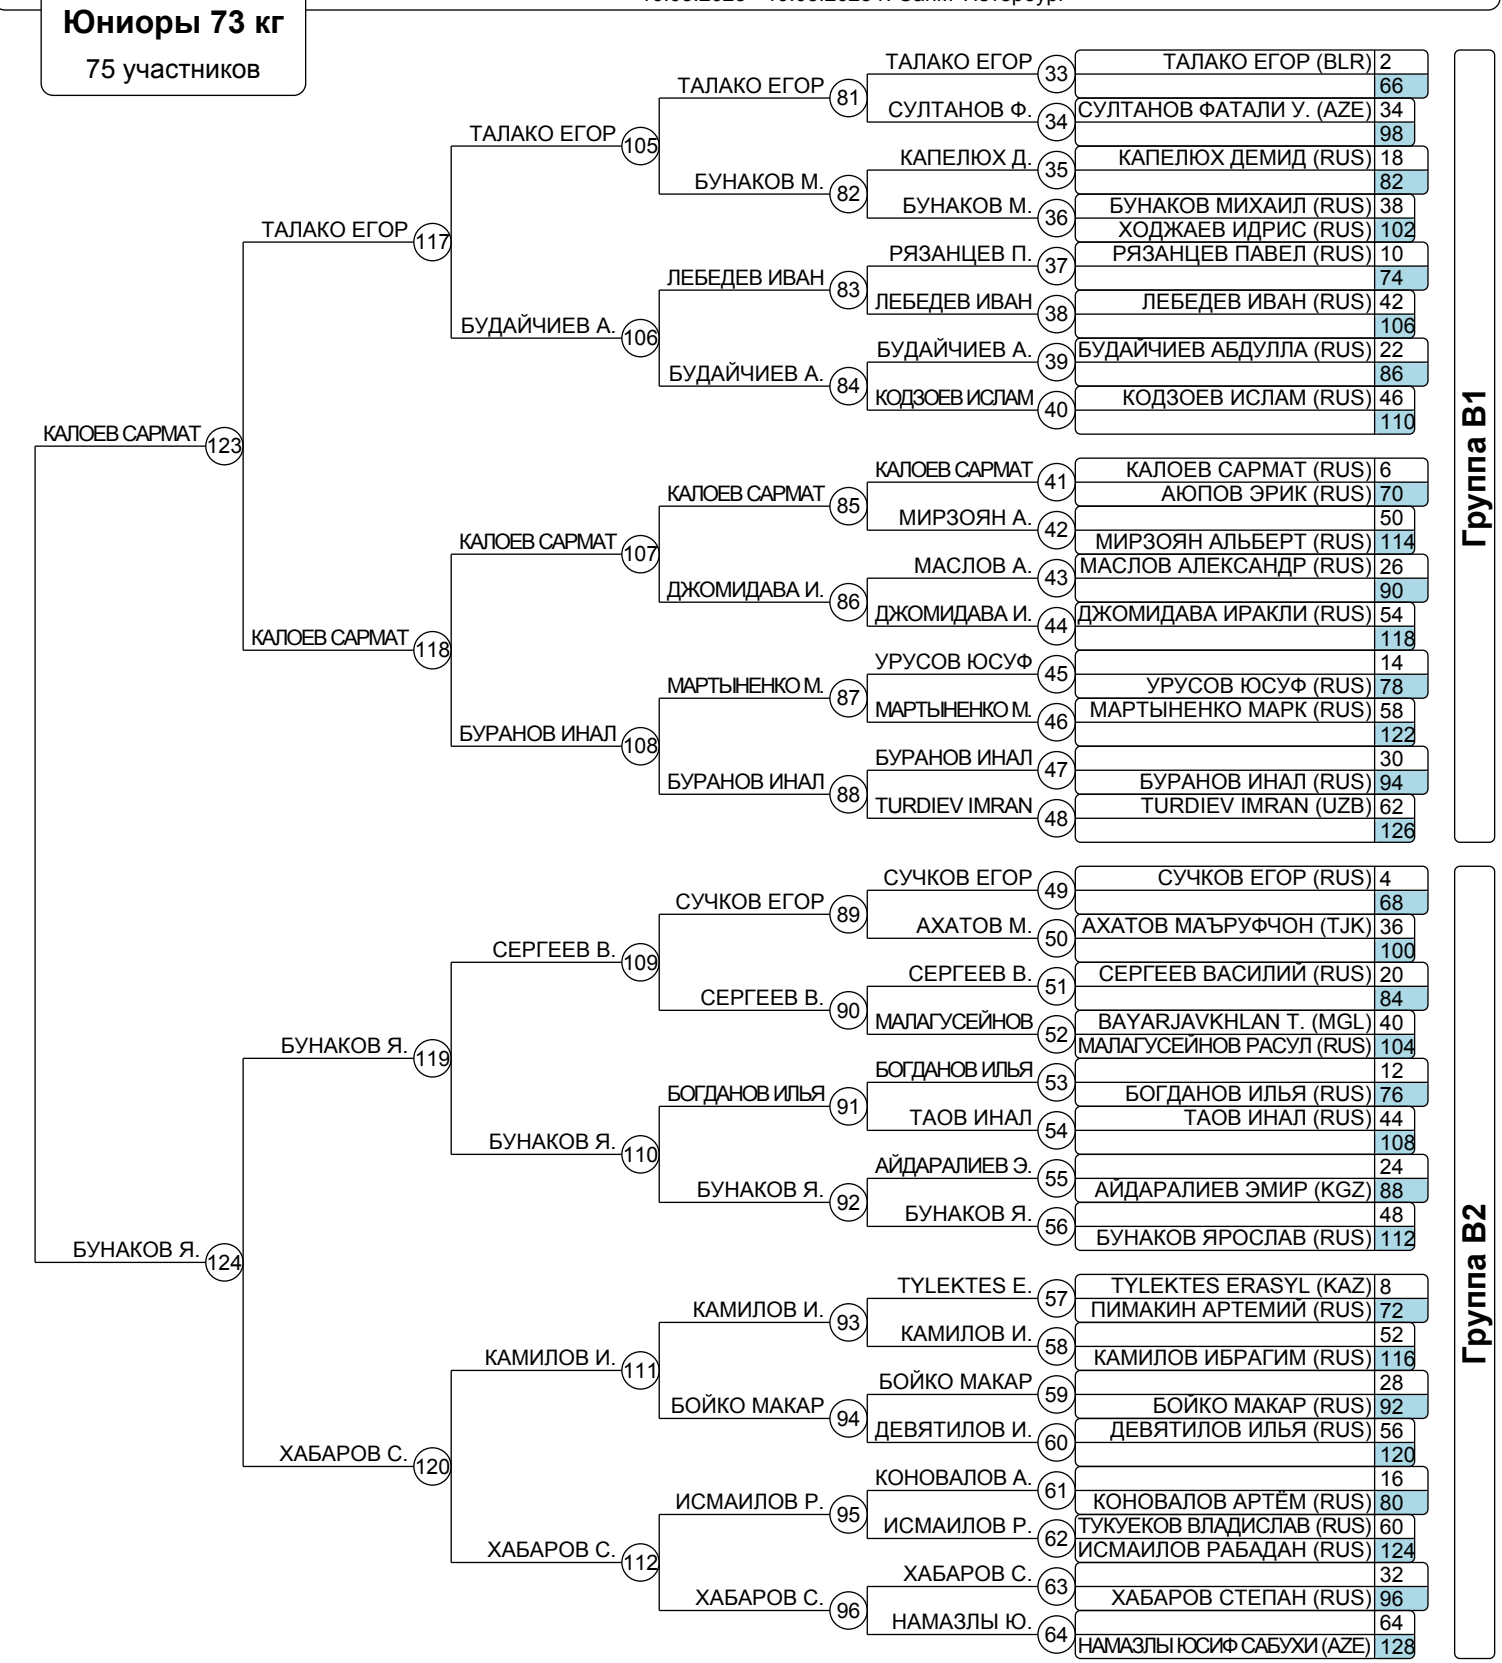 Юниоры 73 кг
75 участников
ТАЛАКО ЕГОР 33 ТАЛАКО ЕГОР (BLR) 2
66
ТАЛАКО ЕГОР 81
СУЛТАНОВ Ф. 34 СУЛТАНОВ ФАТАЛИ У. (AZE) 34
98
ТАЛАКО ЕГОР 105
КАПЕЛЮХ Д. 35 КАПЕЛЮХ ДЕМИД (RUS) 18
82
БУНАКОВ М. 82
БУНАКОВ М. 36 БУНАКОВ МИХАИЛ (RUS) 38
ХОДЖАЕВ ИДРИС (RUS) 102
ТАЛАКО ЕГОР 117
РЯЗАНЦЕВ П. 37 РЯЗАНЦЕВ ПАВЕЛ (RUS) 10
74
ЛЕБЕДЕВ ИВАН 83
ЛЕБЕДЕВ ИВАН 38 ЛЕБЕДЕВ ИВАН (RUS) 42
106
БУДАЙЧИЕВ А. 106
БУДАЙЧИЕВ А. 39 БУДАЙЧИЕВ АБДУЛЛА (RUS) 22
86
БУДАЙЧИЕВ А. 84
КОДЗОЕВ ИСЛАМ 40 КОДЗОЕВ ИСЛАМ (RUS) 46
110
Группа B1
КАЛОЕВ САРМАТ 123
КАЛОЕВ САРМАТ 41 КАЛОЕВ САРМАТ (RUS) 6
АЮПОВ ЭРИК (RUS) 70
КАЛОЕВ САРМАТ 85
МИРЗОЯН А. 42 50
МИРЗОЯН АЛЬБЕРТ (RUS) 114
КАЛОЕВ САРМАТ 107
МАСЛОВ А. 43 МАСЛОВ АЛЕКСАНДР (RUS) 26
90
ДЖОМИДАВА И. 86
ДЖОМИДАВА И. 44 ДЖОМИДАВА ИРАКЛИ (RUS) 54
118
КАЛОЕВ САРМАТ 118
УРУСОВ ЮСУФ 45 14
УРУСОВ ЮСУФ (RUS) 78
МАРТЫНЕНКО М. 87
МАРТЫНЕНКО М. 46 МАРТЫНЕНКО МАРК (RUS) 58
122
БУРАНОВ ИНАЛ 108
БУРАНОВ ИНАЛ 47 30
БУРАНОВ ИНАЛ (RUS) 94
БУРАНОВ ИНАЛ 88
TURDIEV IMRAN 48 TURDIEV IMRAN (UZB) 62
126
СУЧКОВ ЕГОР 49 СУЧКОВ ЕГОР (RUS) 4
68
СУЧКОВ ЕГОР 89
АХАТОВ М. 50 АХАТОВ МАЪРУФЧОН (TJK) 36
100
СЕРГЕЕВ В. 109
СЕРГЕЕВ В. 51 СЕРГЕЕВ ВАСИЛИЙ (RUS) 20
84
СЕРГЕЕВ В. 90
МАЛАГУСЕЙНОВ 52 BAYARJAVKHLAN T. (MGL) 40
МАЛАГУСЕЙНОВ РАСУЛ (RUS) 104
БУНАКОВ Я. 119
БОГДАНОВ ИЛЬЯ 53 12
БОГДАНОВ ИЛЬЯ (RUS) 76
БОГДАНОВ ИЛЬЯ 91
ТАОВ ИНАЛ 54 ТАОВ ИНАЛ (RUS) 44
108
БУНАКОВ Я. 110
АЙДАРАЛИЕВ Э. 55 24
АЙДАРАЛИЕВ ЭМИР (KGZ) 88
БУНАКОВ Я. 92
БУНАКОВ Я. 56 48
БУНАКОВ ЯРОСЛАВ (RUS) 112
Группа B2
БУНАКОВ Я. 124
TYLEKTES E. 57 TYLEKTES ERASYL (KAZ) 8
ПИМАКИН АРТЕМИЙ (RUS) 72
КАМИЛОВ И. 93
КАМИЛОВ И. 58 52
КАМИЛОВ ИБРАГИМ (RUS) 116
КАМИЛОВ И. 111
БОЙКО МАКАР 59 28
БОЙКО МАКАР (RUS) 92
БОЙКО МАКАР 94
ДЕВЯТИЛОВ И. 60 ДЕВЯТИЛОВ ИЛЬЯ (RUS) 56
120
ХАБАРОВ С. 120
КОНОВАЛОВ А. 61 16
КОНОВАЛОВ АРТЁМ (RUS) 80
ИСМАИЛОВ Р. 95
ИСМАИЛОВ Р. 62 ТУКУЕКОВ ВЛАДИСЛАВ (RUS) 60
ИСМАИЛОВ РАБАДАН (RUS) 124
ХАБАРОВ С. 112
ХАБАРОВ С. 63 32
ХАБАРОВ СТЕПАН (RUS) 96
ХАБАРОВ С. 96
НАМАЗЛЫ Ю. 64 64
НАМАЗЛЫ ЮСИФ САБУХИ (AZE) 128